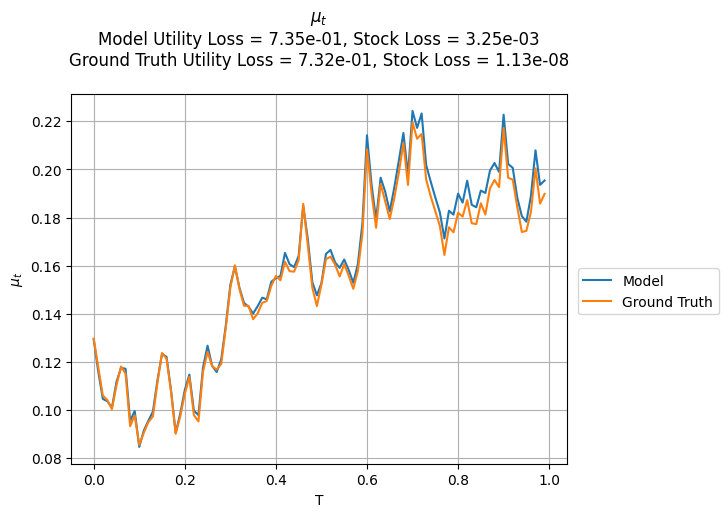 μt
Model Utility Loss = 7.35e-01, Stock Loss = 3.25e-03
Ground Truth Utility Loss = 7.32e-01, Stock Loss = 1.13e-08
0.22
0.20
0.18
0.16
0.14
0.12
0.10
0.08
μt
0.0
0.2
0.4
0.6
0.8
1.0
T
Model
Ground Truth